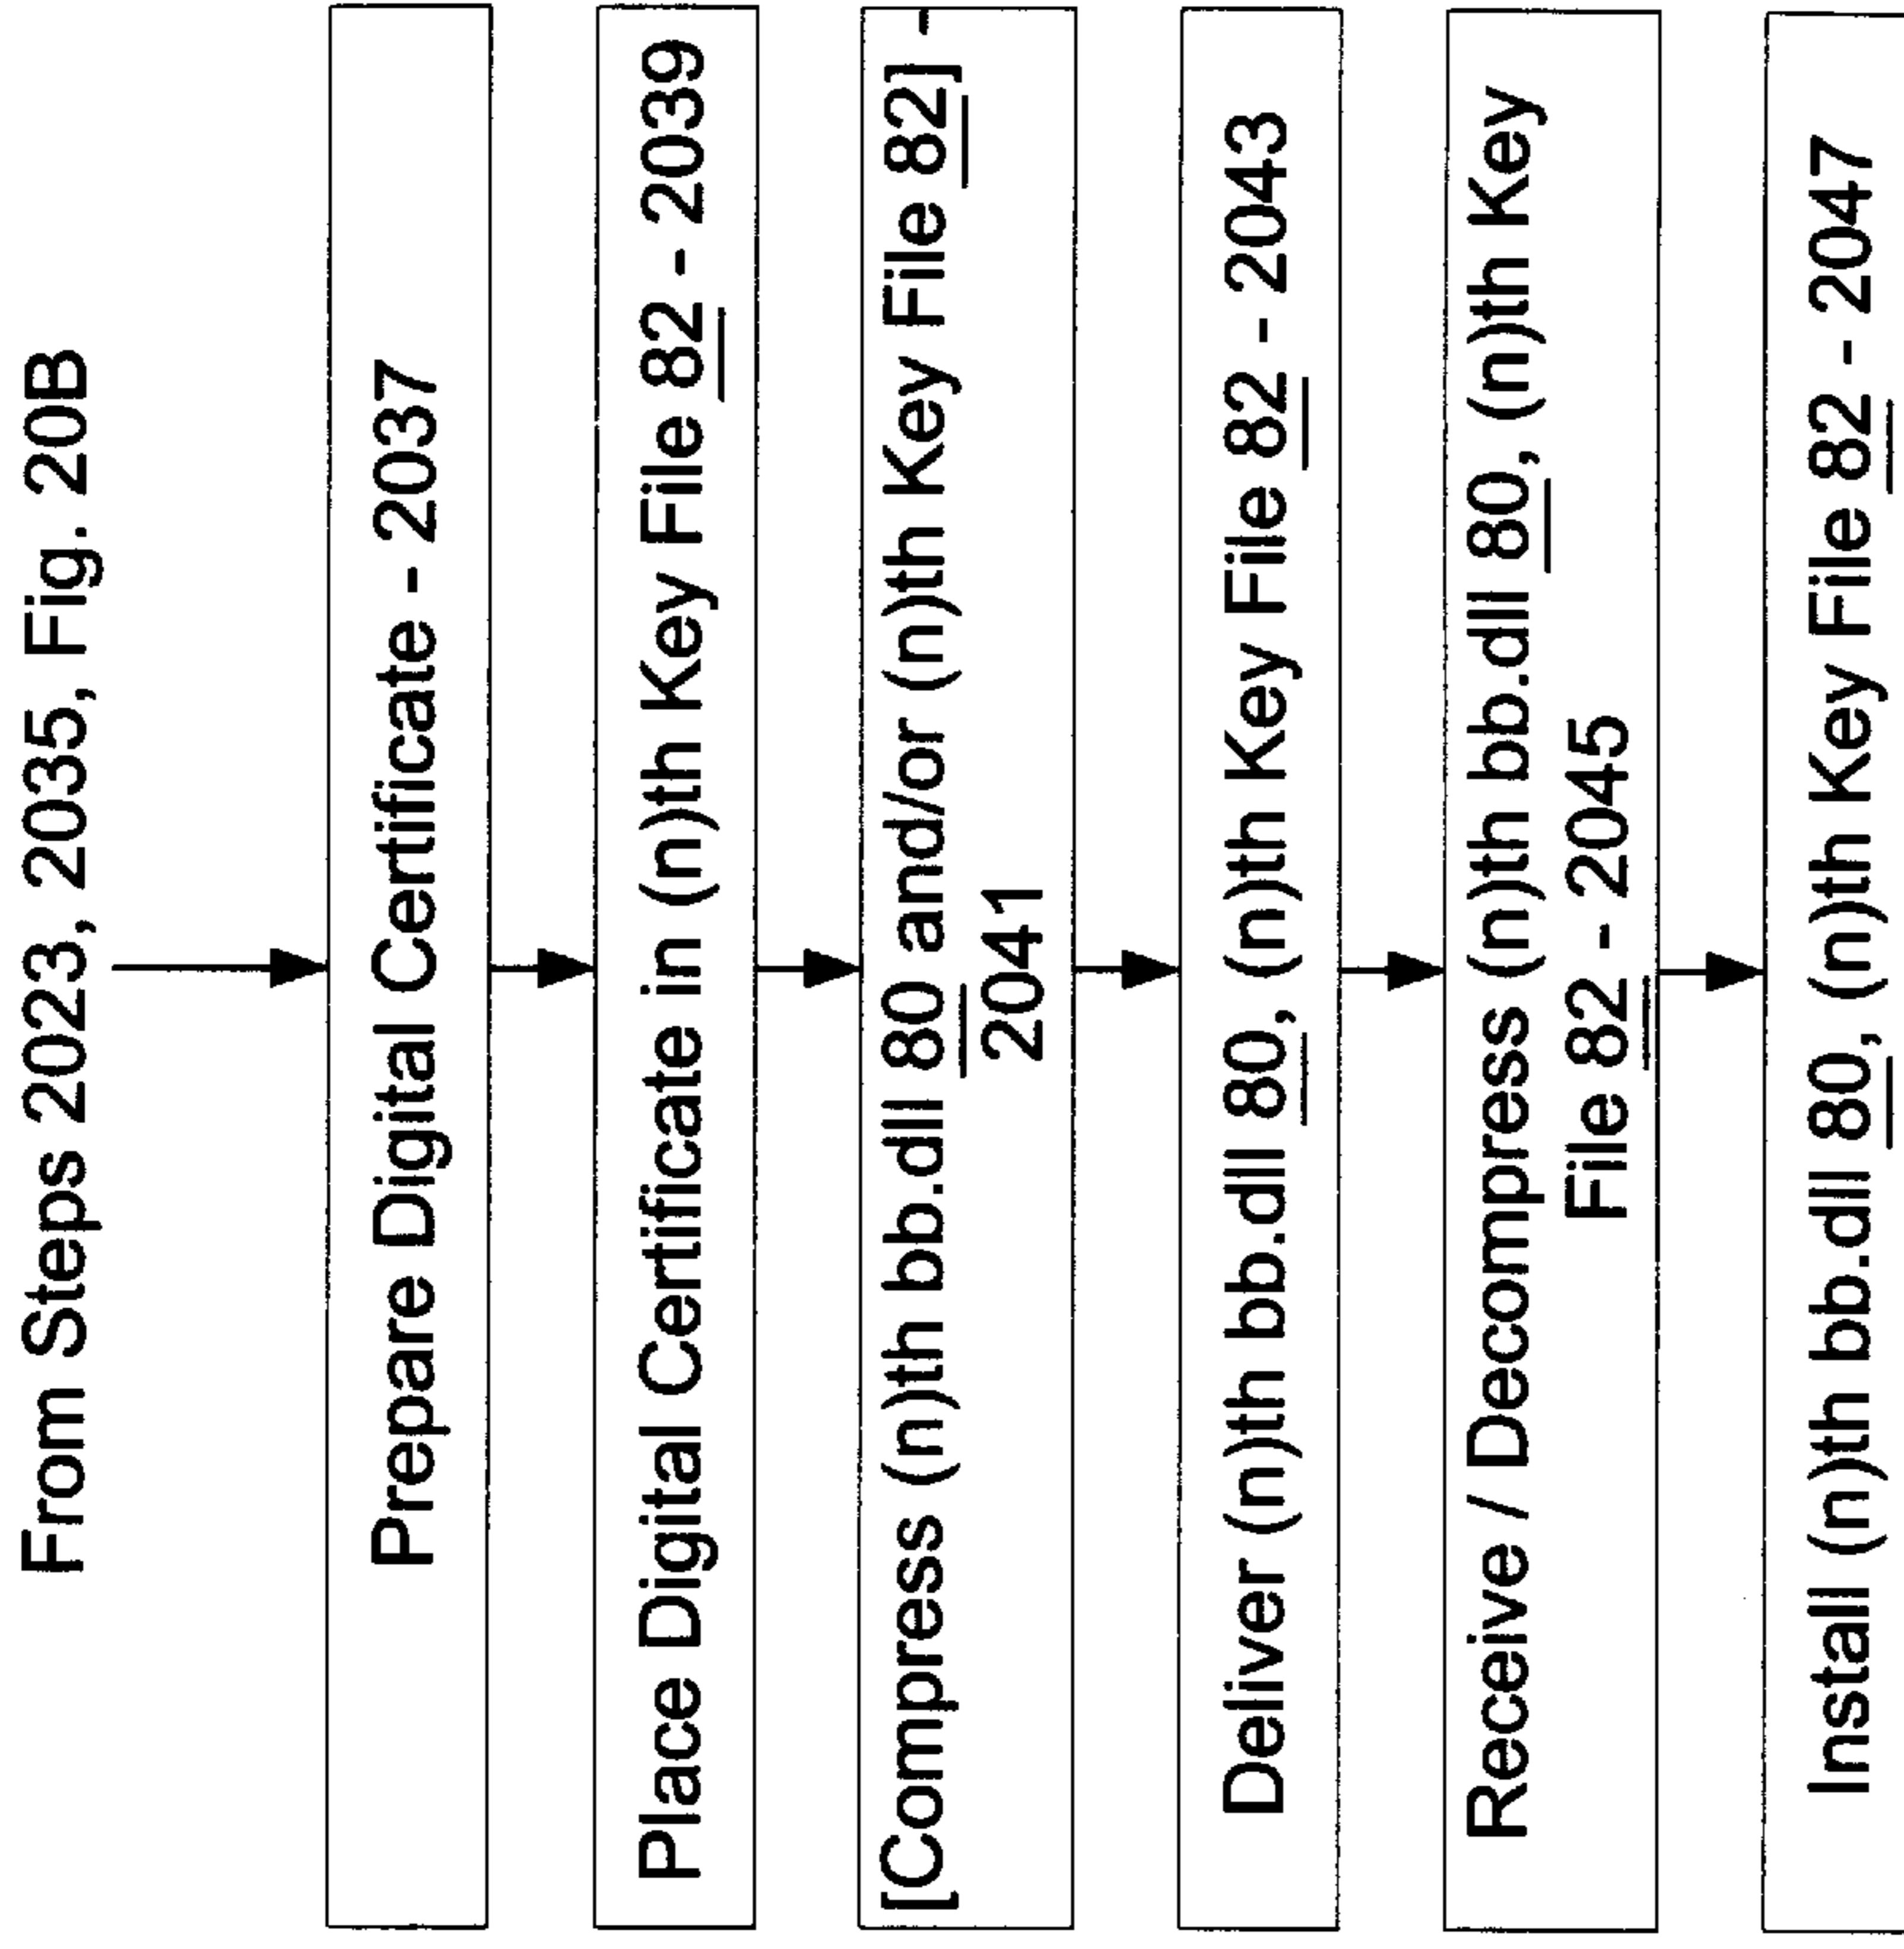 From Steps 2023, 2035, Fig. 20B
Prepare Digital Certificate - 2037
Place Digital Certificate in (n)th Key File 82 - 2039
[Compress (n)th bb.dll 80 and/or (n)th Key File 82] -
2041
Deliver (n)th bb.dll 80, (n)th Key File 82 - 2043
Receive / Decompress (n)th bb.dll 80, (n)th Key
File 82 - 2045
Install (n)th bb.dll 80, (n)th Key File 82 - 2047